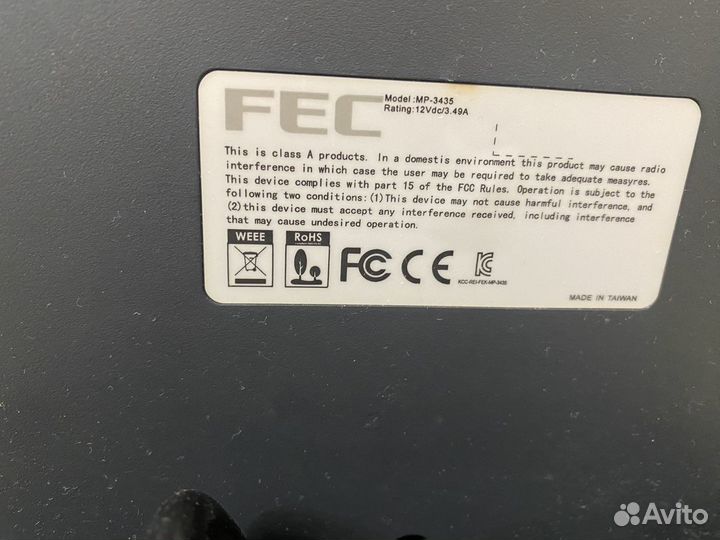 FEC
Model :MP-3435
Rating:12Vdc/3.49A
This is class A products. In a domestis environment this product may cause radio
interference in which case the user may be required to take adequate measyres.
This device complies with part 15 of the FCC Rules. Operation is subject to the
following two conditions:(1)This device may not cause harmful interference, and
(2)this device must accept any interference received, including interference
that may cause undesired operation.
WEEE
RoHS
FC CE
KCC-REI-FEK-MP-3435
MADE IN TAIWAN
Avito